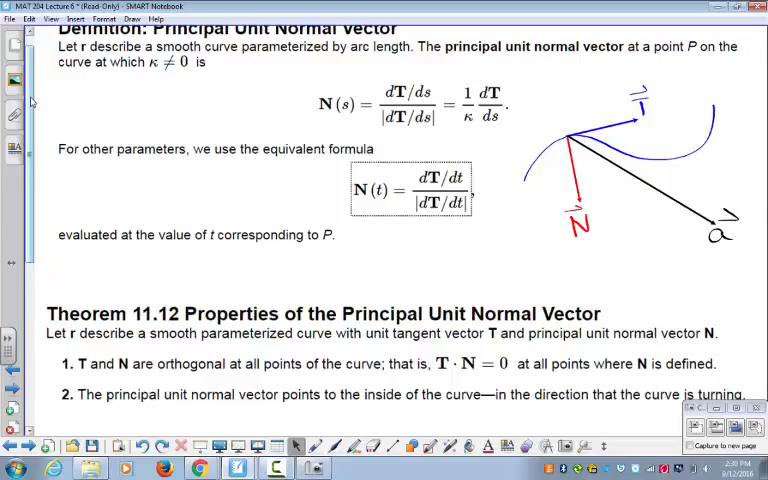 MAT 204 Lecture 6 * (Read-Only) - SMART Notebook
File Edit View Insert Format Draw Help
Definition: Principal Unit Normal Vector
Let r describe a smooth curve parameterized by arc length. The principal unit normal vector at a point P on the
curve at which κ ≠ 0 is
N(s) = dT/ds / |dT/ds| = 1/κ dT/ds.
T
For other parameters, we use the equivalent formula
N(t) = dT/dt / |dT/dt|,
N
a
evaluated at the value of t corresponding to P.
Theorem 11.12 Properties of the Principal Unit Normal Vector
Let r describe a smooth parameterized curve with unit tangent vector T and principal unit normal vector N.
1. T and N are orthogonal at all points of the curve; that is, T · N = 0 at all points where N is defined.
2. The principal unit normal vector points to the inside of the curve—in the direction that the curve is turning.
Capture to new page
2:30 PM
9/12/2016